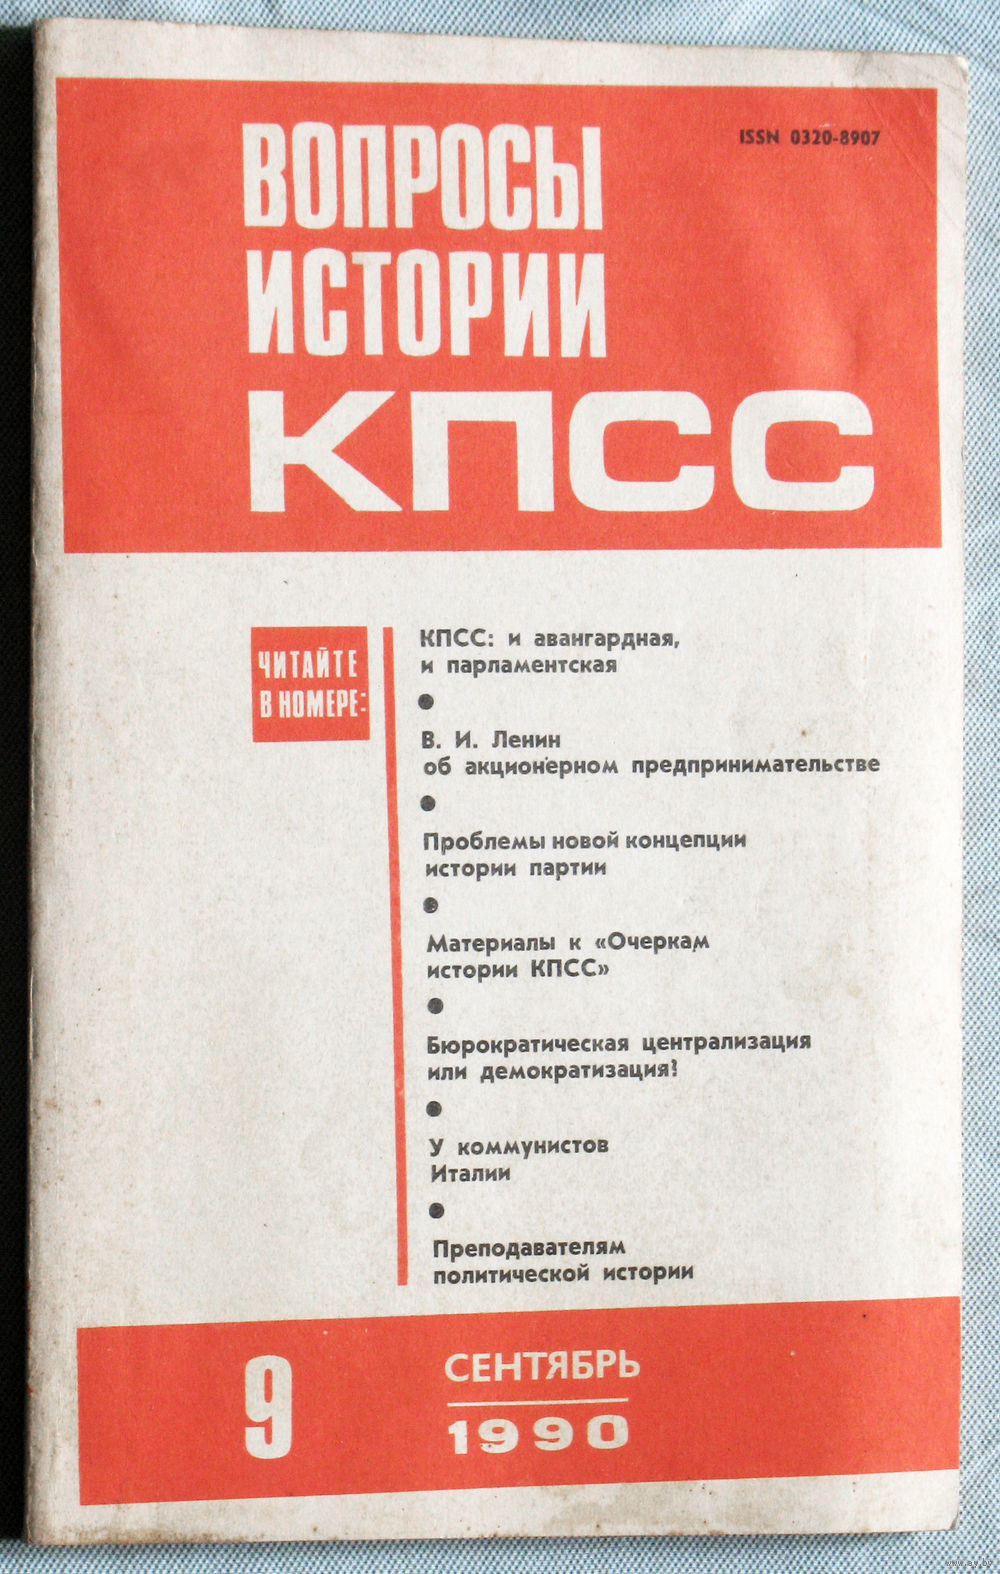 ISSN 0320-8907
ВОПРОСЫ
ИСТОРИИ
КПСС
ЧИТАЙТЕ
В НОМЕРЕ:
КПСС: и авангардная,
и парламентская
В. И. Ленин
об акционерном предпринимательстве
Проблемы новой концепции
истории партии
Материалы к «Очеркам
истории КПСС»
Бюрократическая централизация
или демократизация?
У коммунистов
Италии
Преподавателям
политической истории
9
СЕНТЯБРЬ
1990